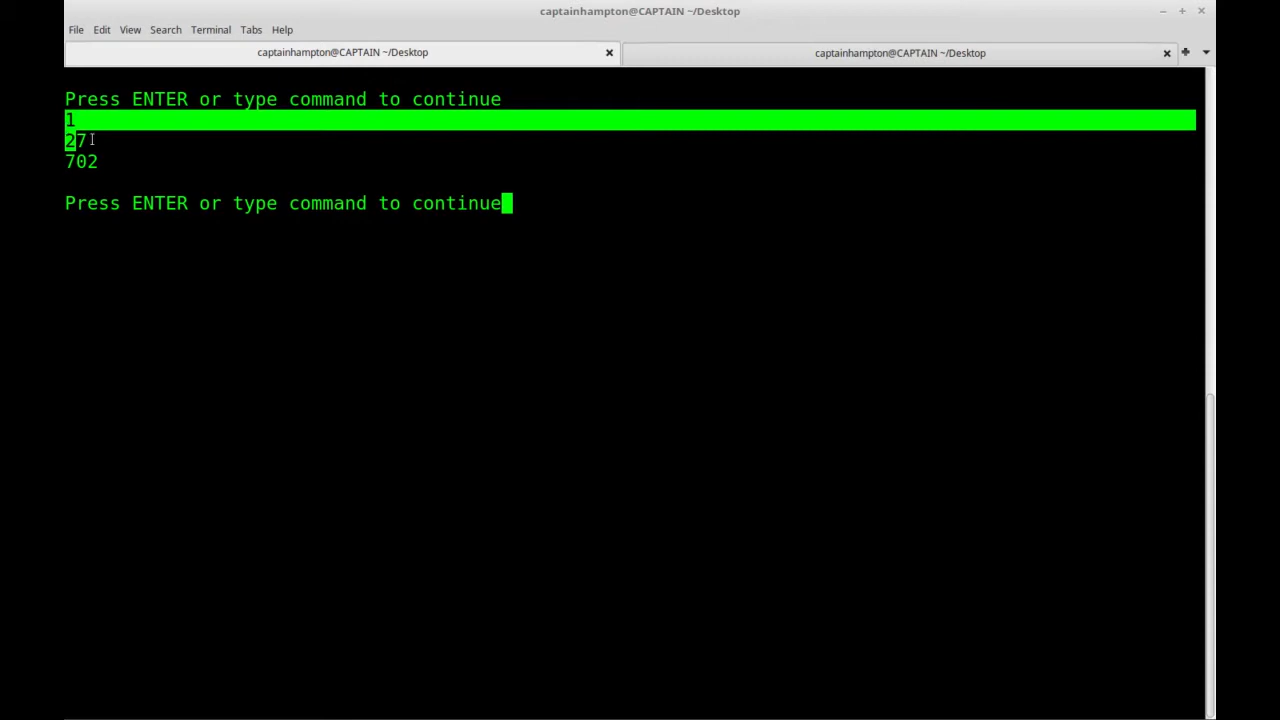 captainhampton@CAPTAIN ~/Desktop
File Edit View Search Terminal Tabs Help
captainhampton@CAPTAIN ~/Desktop captainhampton@CAPTAIN ~/Desktop
Press ENTER or type command to continue
1
27
702
Press ENTER or type command to continue